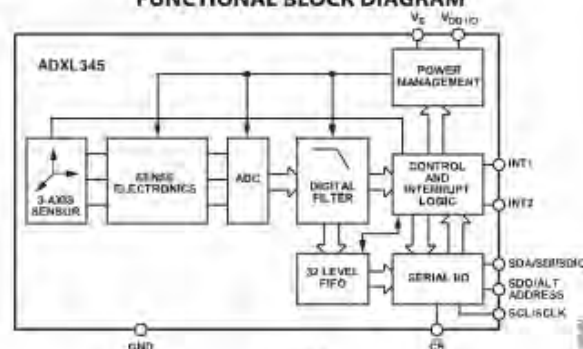 FUNCTIONAL BLOCK DIAGRAM
VS
VDD I/O
ADXL345
POWER
MANAGEMENT
3-AXIS
SENSOR
SENSE
ELECTRONICS
ADC
DIGITAL
FILTER
CONTROL
AND
INTERRUPT
LOGIC
INT1
INT2
32 LEVEL
FIFO
SERIAL I/O
SDA/SDI/SDIO
SDO/ALT
ADDRESS
SCL/SCLK
GND
CS